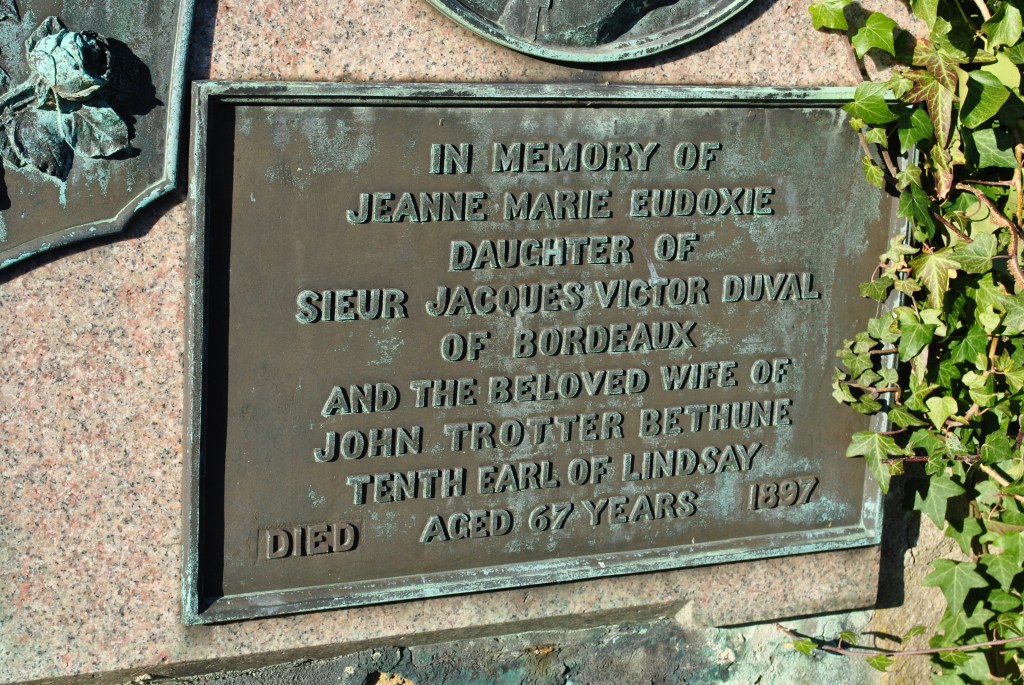 IN MEMORY OF
JEANNE MARIE EUDOXIE
DAUGHTER OF
SIEUR JACQUES VICTOR DUVAL
OF BORDEAUX
AND THE BELOVED WIFE OF
JOHN TROTTER BETHUNE
TENTH EARL OF LINDSAY
DIED AGED 67 YEARS 1897